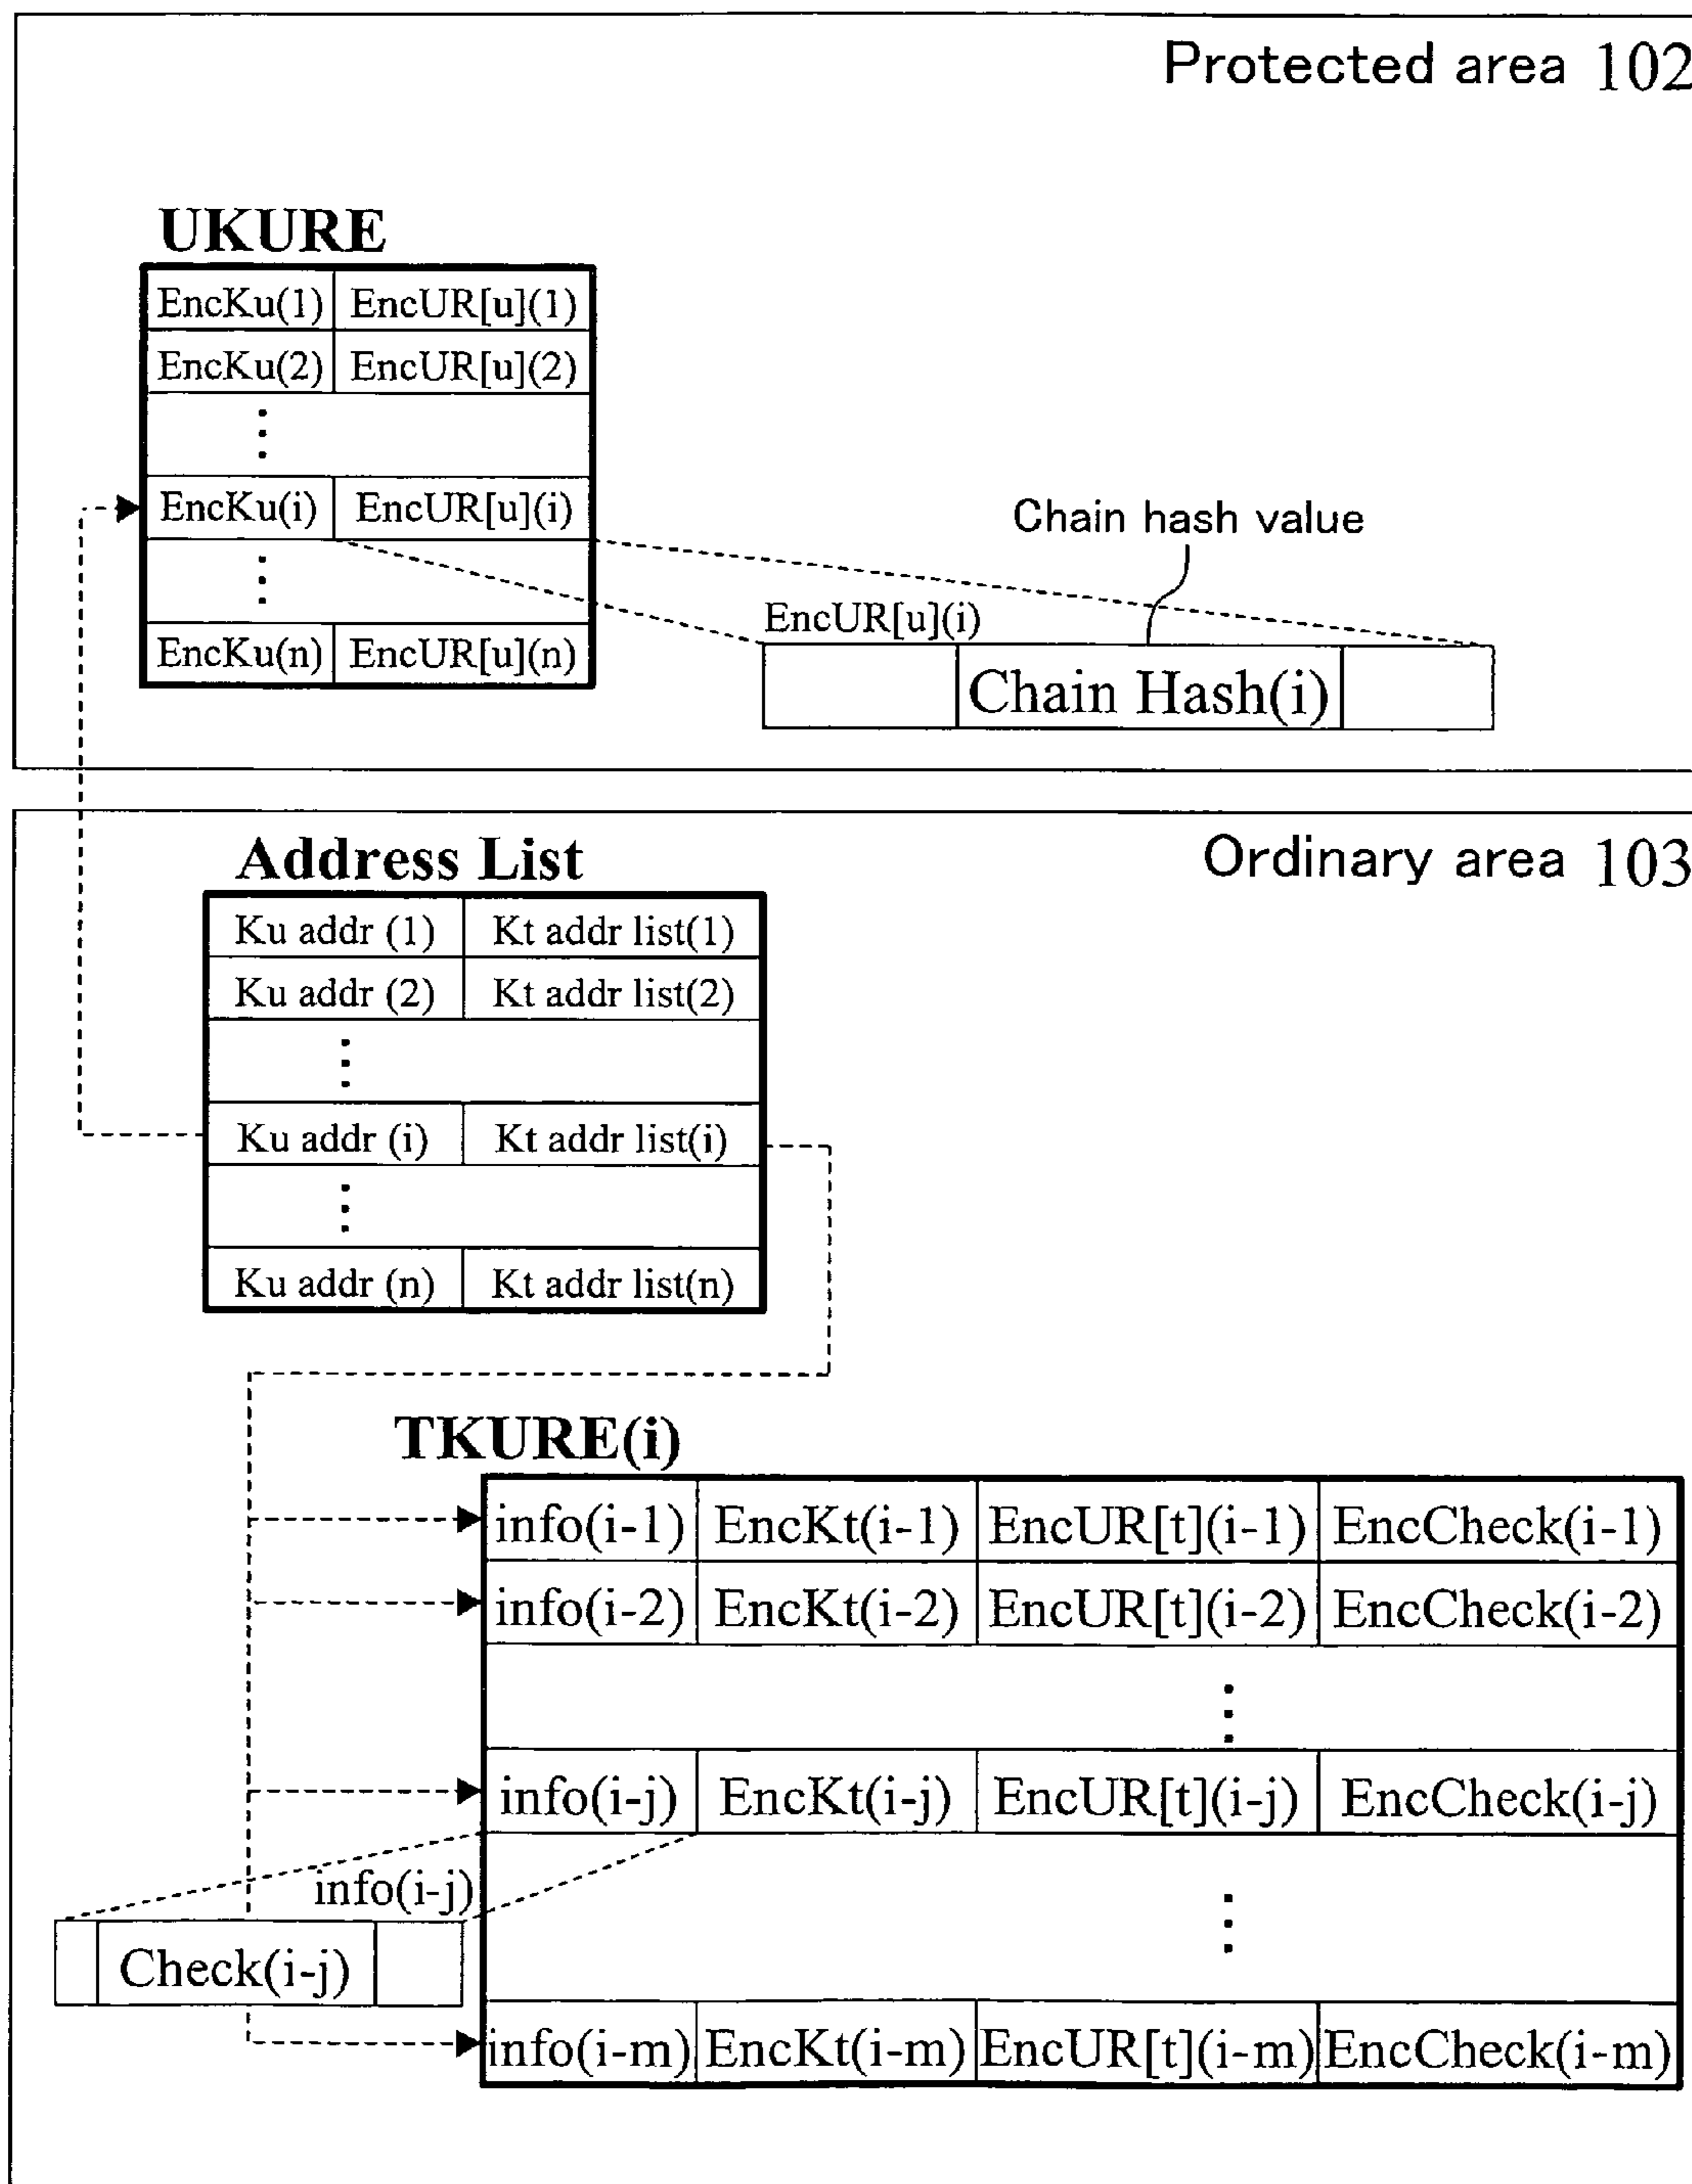 Protected area 102
UKURE
EncKu(1) EncUR[u](1)
EncKu(2) EncUR[u](2)
EncKu(i) EncUR[u](i)
EncKu(n) EncUR[u](n)
Chain hash value
EncUR[u](i)
Chain Hash(i)
Ordinary area 103
Address List
Ku addr (1) Kt addr list(1)
Ku addr (2) Kt addr list(2)
Ku addr (i) Kt addr list(i)
Ku addr (n) Kt addr list(n)
TKURE(i)
info(i-1) EncKt(i-1) EncUR[t](i-1) EncCheck(i-1)
info(i-2) EncKt(i-2) EncUR[t](i-2) EncCheck(i-2)
info(i-j) EncKt(i-j) EncUR[t](i-j) EncCheck(i-j)
info(i-j)
Check(i-j)
info(i-m) EncKt(i-m) EncUR[t](i-m) EncCheck(i-m)